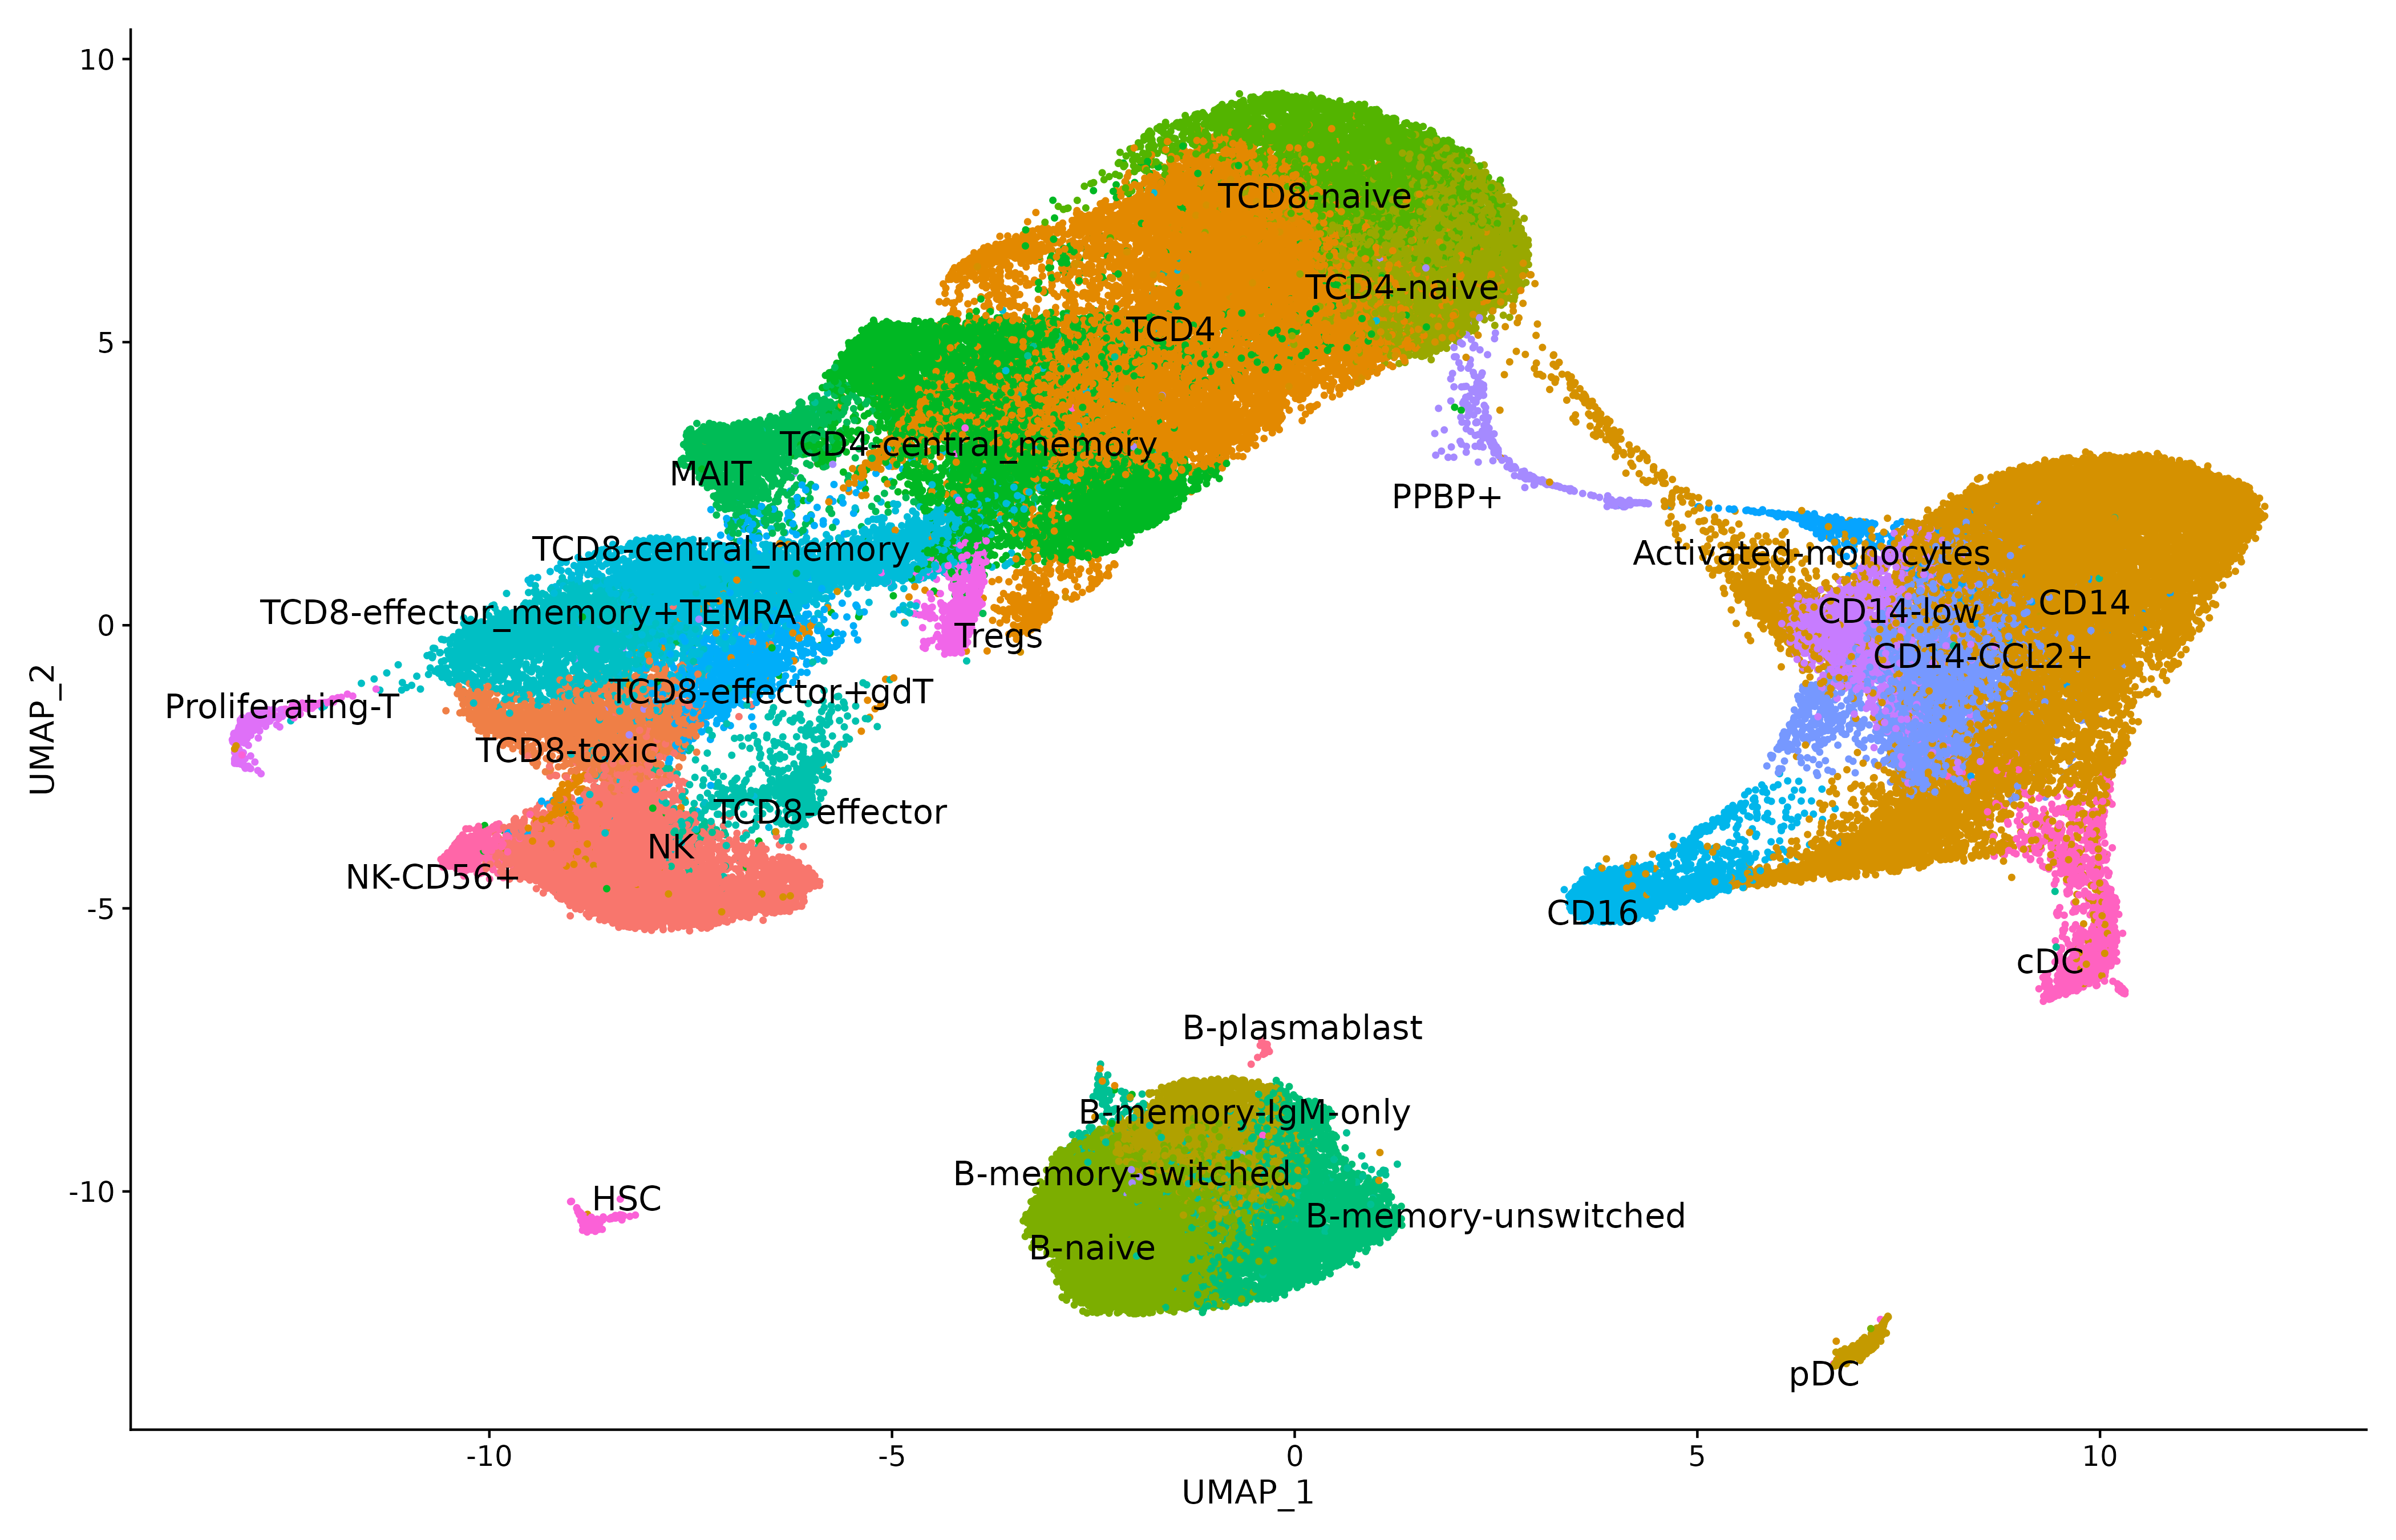 10
TCD8-naive
TCD4-naive
TCD4
5
TCD4-central_memory
MAIT
PPBP+
TCD8-central_memory
Activated-monocytes
CD14
TCD8-effector_memory+TEMRA
CD14-low
0
Tregs
CD14-CCL2+
UMAP_2
TCD8-effector+gdT
Proliferating-T
TCD8-toxic
TCD8-effector
NK
NK-CD56+
-5
CD16
cDC
B-plasmablast
B-memory-IgM-only
B-memory-switched
-10
HSC
B-memory-unswitched
B-naive
pDC
-10
-5
0
5
10
UMAP_1